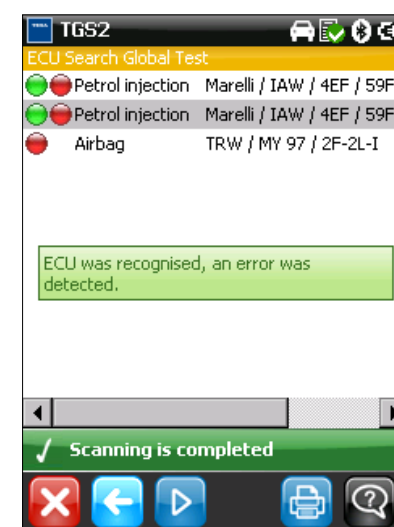 TEXA TGS2
ECU Search Global Test
Petrol injection Marelli / IAW / 4EF / 59F
Petrol injection Marelli / IAW / 4EF / 59F
Airbag TRW / MY 97 / 2F-2L-I
ECU was recognised, an error was
detected.
Scanning is completed